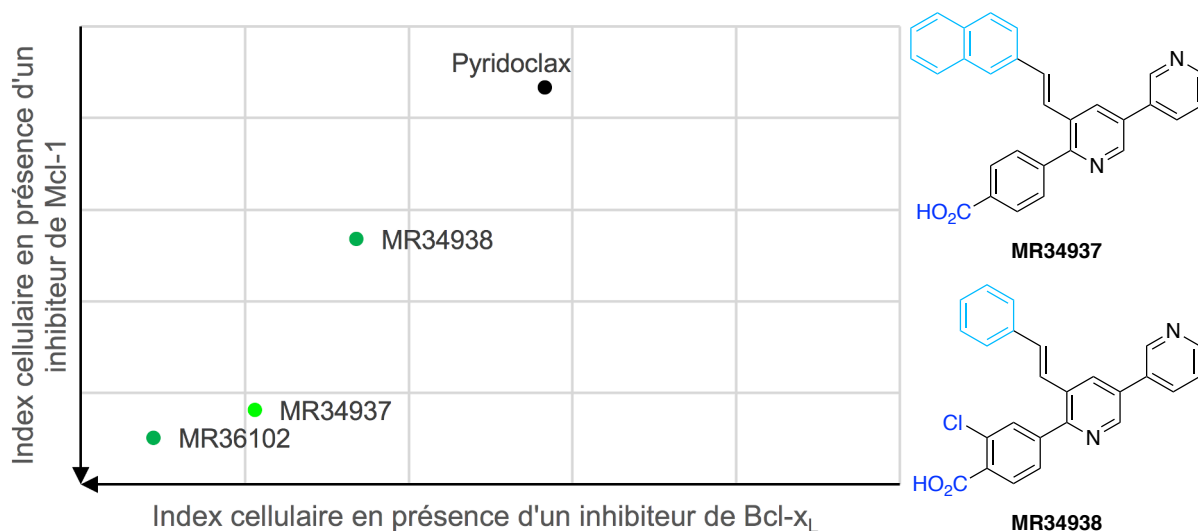 Index cellulaire en présence d'un
inhibiteur de Mcl-1
Pyridoclax
MR34938
MR34937
MR36102
Index cellulaire en présence d'un inhibiteur de Bcl-xL
N
N
HO2C
MR34937
N
Cl
N
HO2C
MR34938